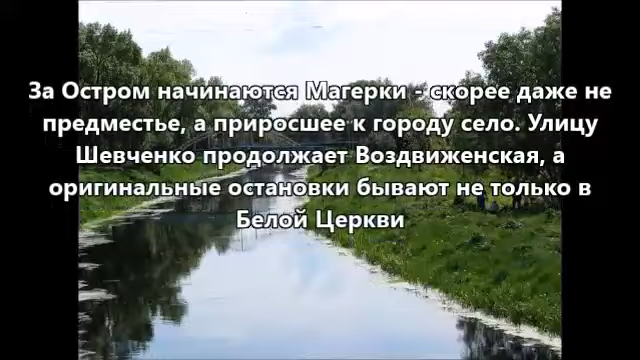 За Остром начинаются Магерки - скорее даже не
предместье, а приросшее к городу село. Улицу
Шевченко продолжает Воздвиженская, а
оригинальные остановки бывают не только в
Белой Церкви